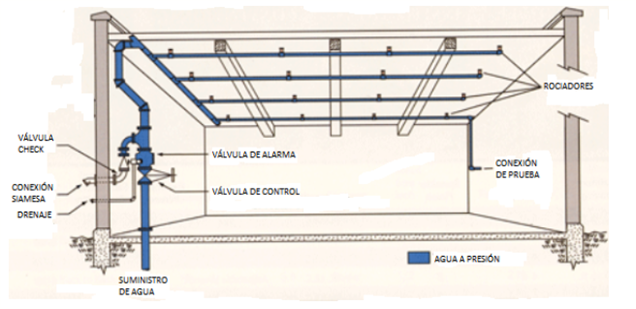 ROCIADORES
VÁLVULA
CHECK
VÁLVULA DE ALARMA
CONEXIÓN
DE PRUEBA
CONEXIÓN
SIAMESA
VÁLVULA DE CONTROL
DRENAJE
AGUA A PRESIÓN
SUMINISTRO
DE AGUA